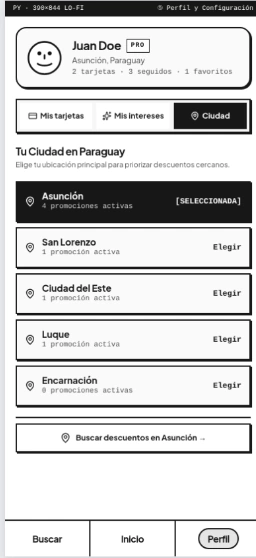 PY - 390×844 LO-FI
Perfil y Configuración
Juan Doe PRO
Asunción, Paraguay
2 tarjetas · 3 seguidos · 1 favoritos
Mis tarjetas Mis intereses Ciudad
Tu Ciudad en Paraguay
Elige tu ubicación principal para priorizar descuentos cercanos.
Asunción
4 promociones activas
[SELECCIONADA]
San Lorenzo
1 promoción activa
Elegir
Ciudad del Este
1 promoción activa
Elegir
Luque
1 promoción activa
Elegir
Encarnación
0 promociones activas
Elegir
Buscar descuentos en Asunción →
Buscar Inicio Perfil